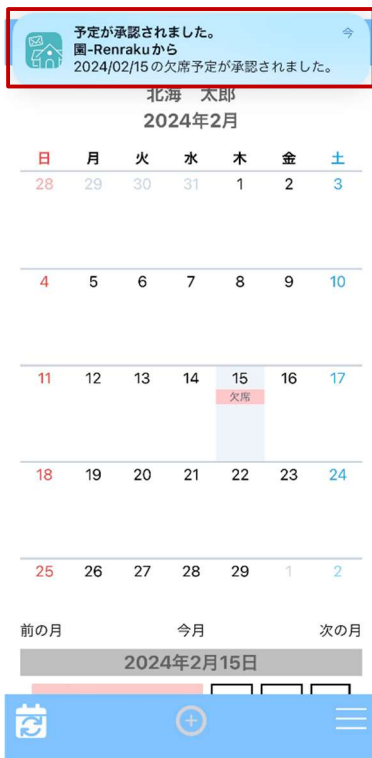 予定が承認されました。 今
園-Renrakuから
2024/02/15の欠席予定が承認されました。
北海 太郎
2024年2月
日 月 火 水 木 金 土
28 29 30 31 1 2 3
4 5 6 7 8 9 10
11 12 13 14 15 16 17
欠席
18 19 20 21 22 23 24
25 26 27 28 29 1 2
前の月 今月 次の月
2024年2月15日